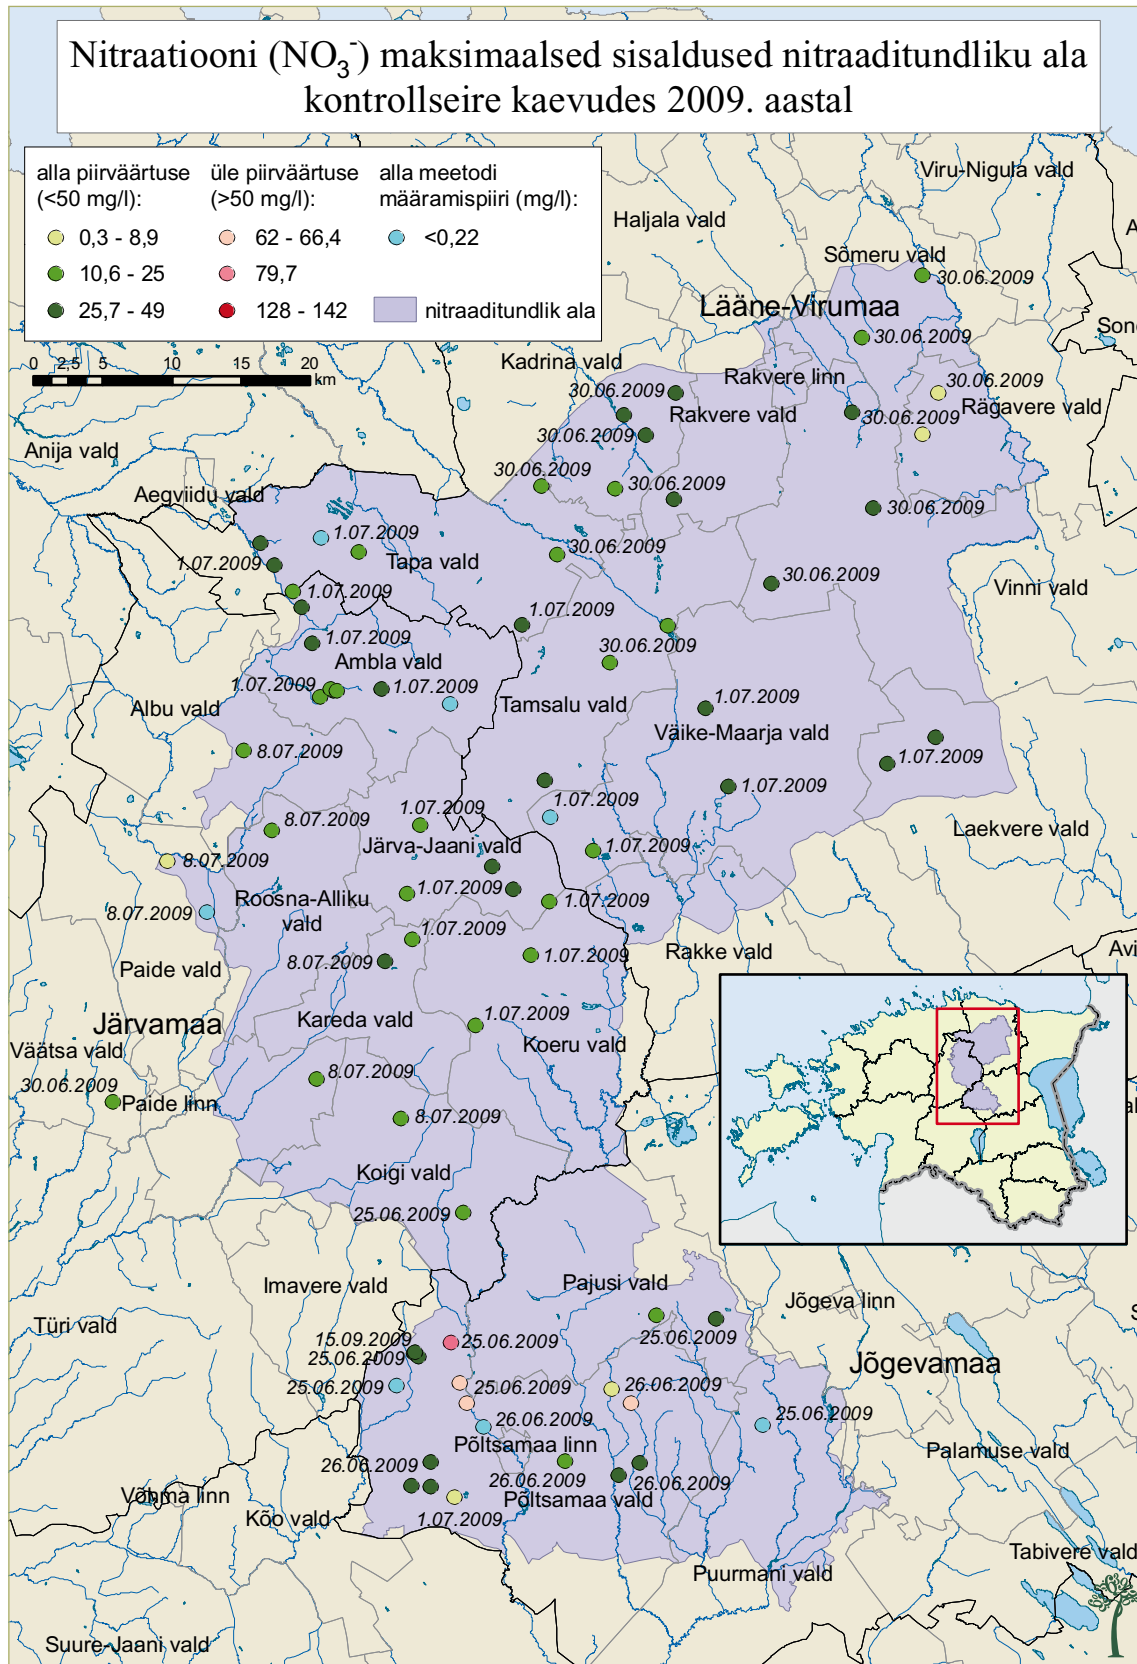 Nitraatiooni (NO₃⁻) maksimaalsed sisaldused nitraaditundliku ala
kontrollseire kaevudes 2009. aastal
alla piirväärtuse
(<50 mg/l):
0,3 - 8,9
10,6 - 25
25,7 - 49
üle piirväärtuse
(>50 mg/l):
62 - 66,4
79,7
128 - 142
alla meetodi
määramispiiri (mg/l):
<0,22
nitraaditundlik ala
0 2,5 5 10 15 20
km
Viru-Nigula vald
Haljala vald
Sõmeru vald
30.06.2009
Lääne-Virumaa
30.06.2009
Kadrina vald
Rakvere linn
30.06.2009
30.06.2009
Rakvere vald
30.06.2009
Rägavere vald
30.06.2009
Anija vald
30.06.2009
30.06.2009
Aegviidu vald
30.06.2009
1.07.2009
30.06.2009
Tapa vald
1.07.2009
30.06.2009
Vinni vald
1.07.2009
1.07.2009
1.07.2009
30.06.2009
Ambla vald
1.07.2009
1.07.2009
1.07.2009
Albu vald
Tamsalu vald
Väike-Maarja vald
8.07.2009
1.07.2009
1.07.2009
1.07.2009
1.07.2009
8.07.2009
Laekvere vald
Järva-Jaani vald
1.07.2009
8.07.2009
1.07.2009
Roosna-Alliku
vald
1.07.2009
8.07.2009
1.07.2009
Rakke vald
Avi
1.07.2009
8.07.2009
Paide vald
Järvamaa
Kareda vald
1.07.2009
Koeru vald
Väätsa vald
8.07.2009
30.06.2009
Paide linn
8.07.2009
Koigi vald
25.06.2009
Imavere vald
Pajusi vald
Jõgeva linn
Türi vald
15.09.2009
25.06.2009
25.06.2009
25.06.2009
Jõgevamaa
25.06.2009
25.06.2009
26.06.2009
26.06.2009
25.06.2009
Põltsamaa linn
Palamuse vald
26.06.2009
26.06.2009
26.06.2009
Võhma linn
Põltsamaa vald
Kõo vald
1.07.2009
Tabivere vald
Puurmani vald
Suure-Jaani vald